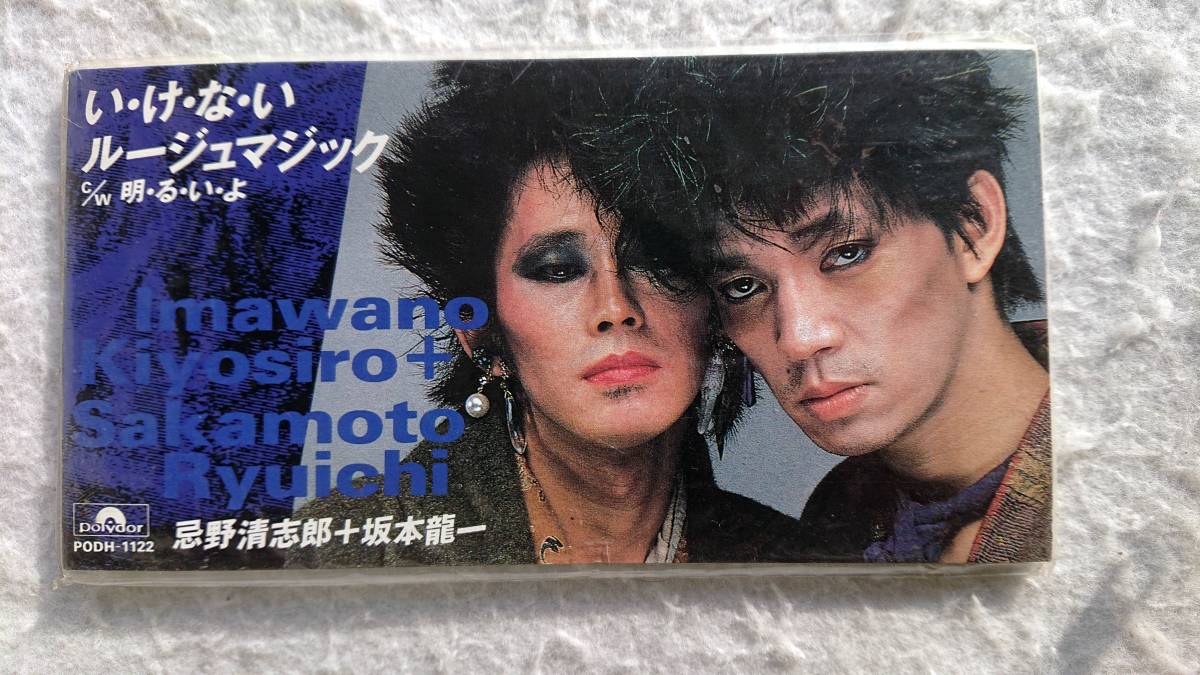 い・け・な・い
ルージュマジック
c/w 明・る・い・よ
Imawano
Kiyosiro+
Sakamoto
Ryuichi
polydor
PODH-1122
忌野清志郎+坂本龍一